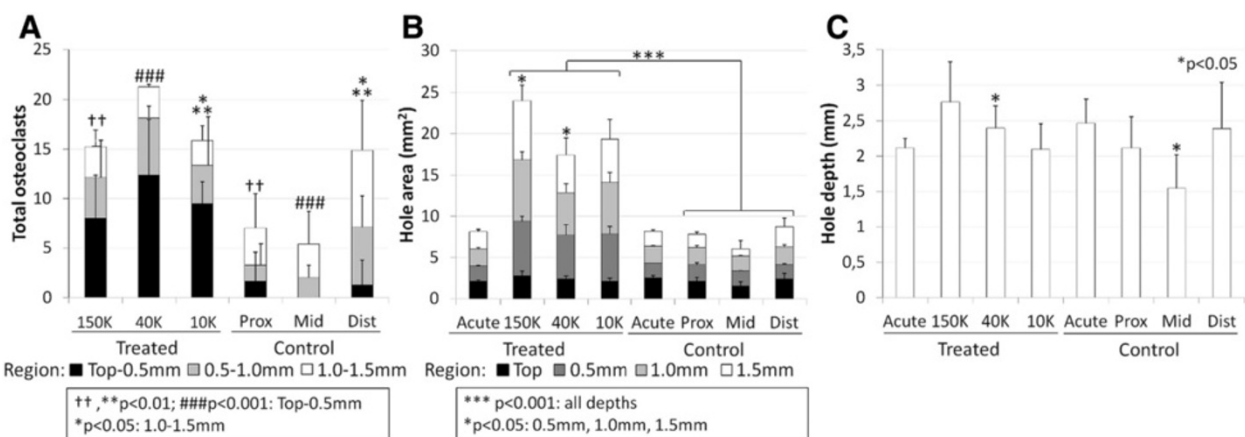 A
Total osteoclasts
25
20
15
10
5
0
††
###
*
**
††
###
*
**
150K 40K 10K Prox Mid Dist
Treated Control
Region: Top-0.5mm 0.5-1.0mm 1.0-1.5mm
††,**p<0.01; ###p<0.001: Top-0.5mm
*p<0.05: 1.0-1.5mm
B
Hole area (mm²)
30
25
20
15
10
5
0
***
*
*
Acute 150K 40K 10K Acute Prox Mid Dist
Treated Control
Region: Top 0.5mm 1.0mm 1.5mm
*** p<0.001: all depths
*p<0.05: 0.5mm, 1.0mm, 1.5mm
C
Hole depth (mm)
3,5
3
2,5
2
1,5
1
0,5
0
*p<0.05
*
*
Acute 150K 40K 10K Acute Prox Mid Dist
Treated Control